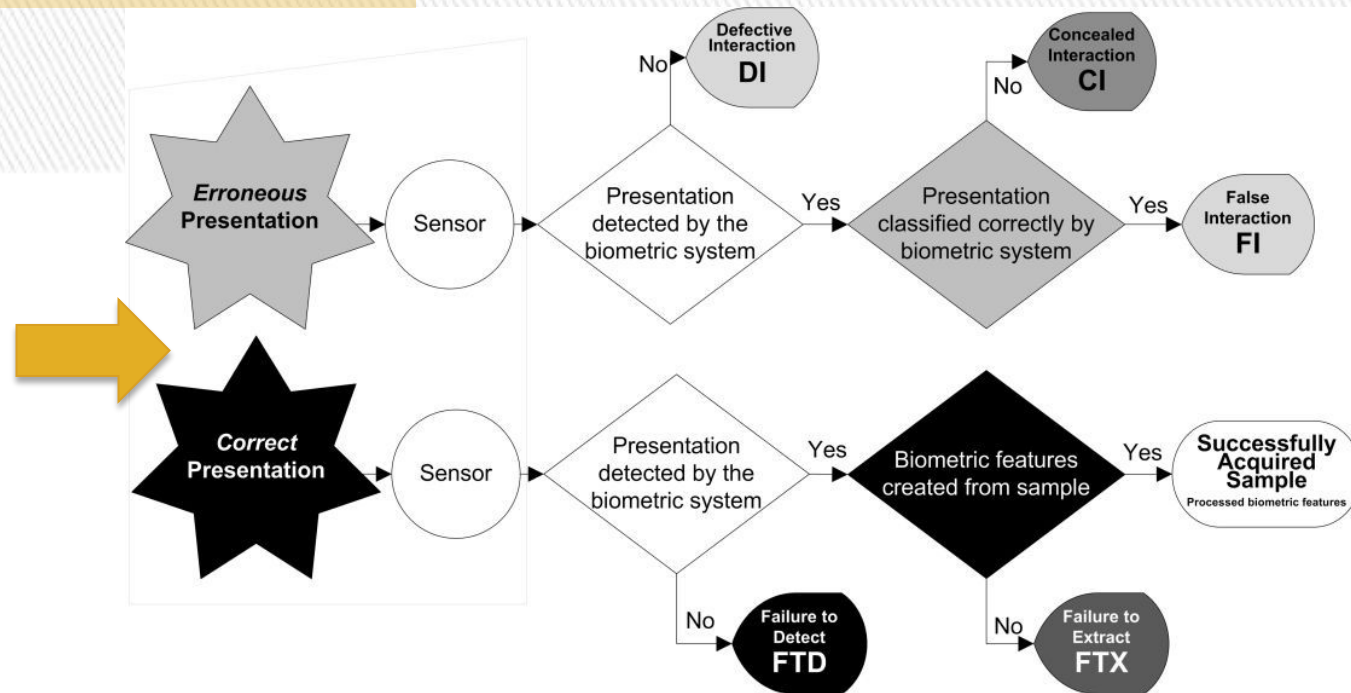 Defective
Interaction
DI
No
Concealed
Interaction
CI
No
Erroneous
Presentation
Sensor
Presentation
detected by the
biometric system
Yes
Presentation
classified correctly by
biometric system
Yes
False
Interaction
FI
Correct
Presentation
Sensor
Presentation
detected by the
biometric system
Yes
Biometric features
created from sample
Yes
Successfully
Acquired
Sample
Processed biometric features
No
Failure to
Detect
FTD
No
Failure to
Extract
FTX